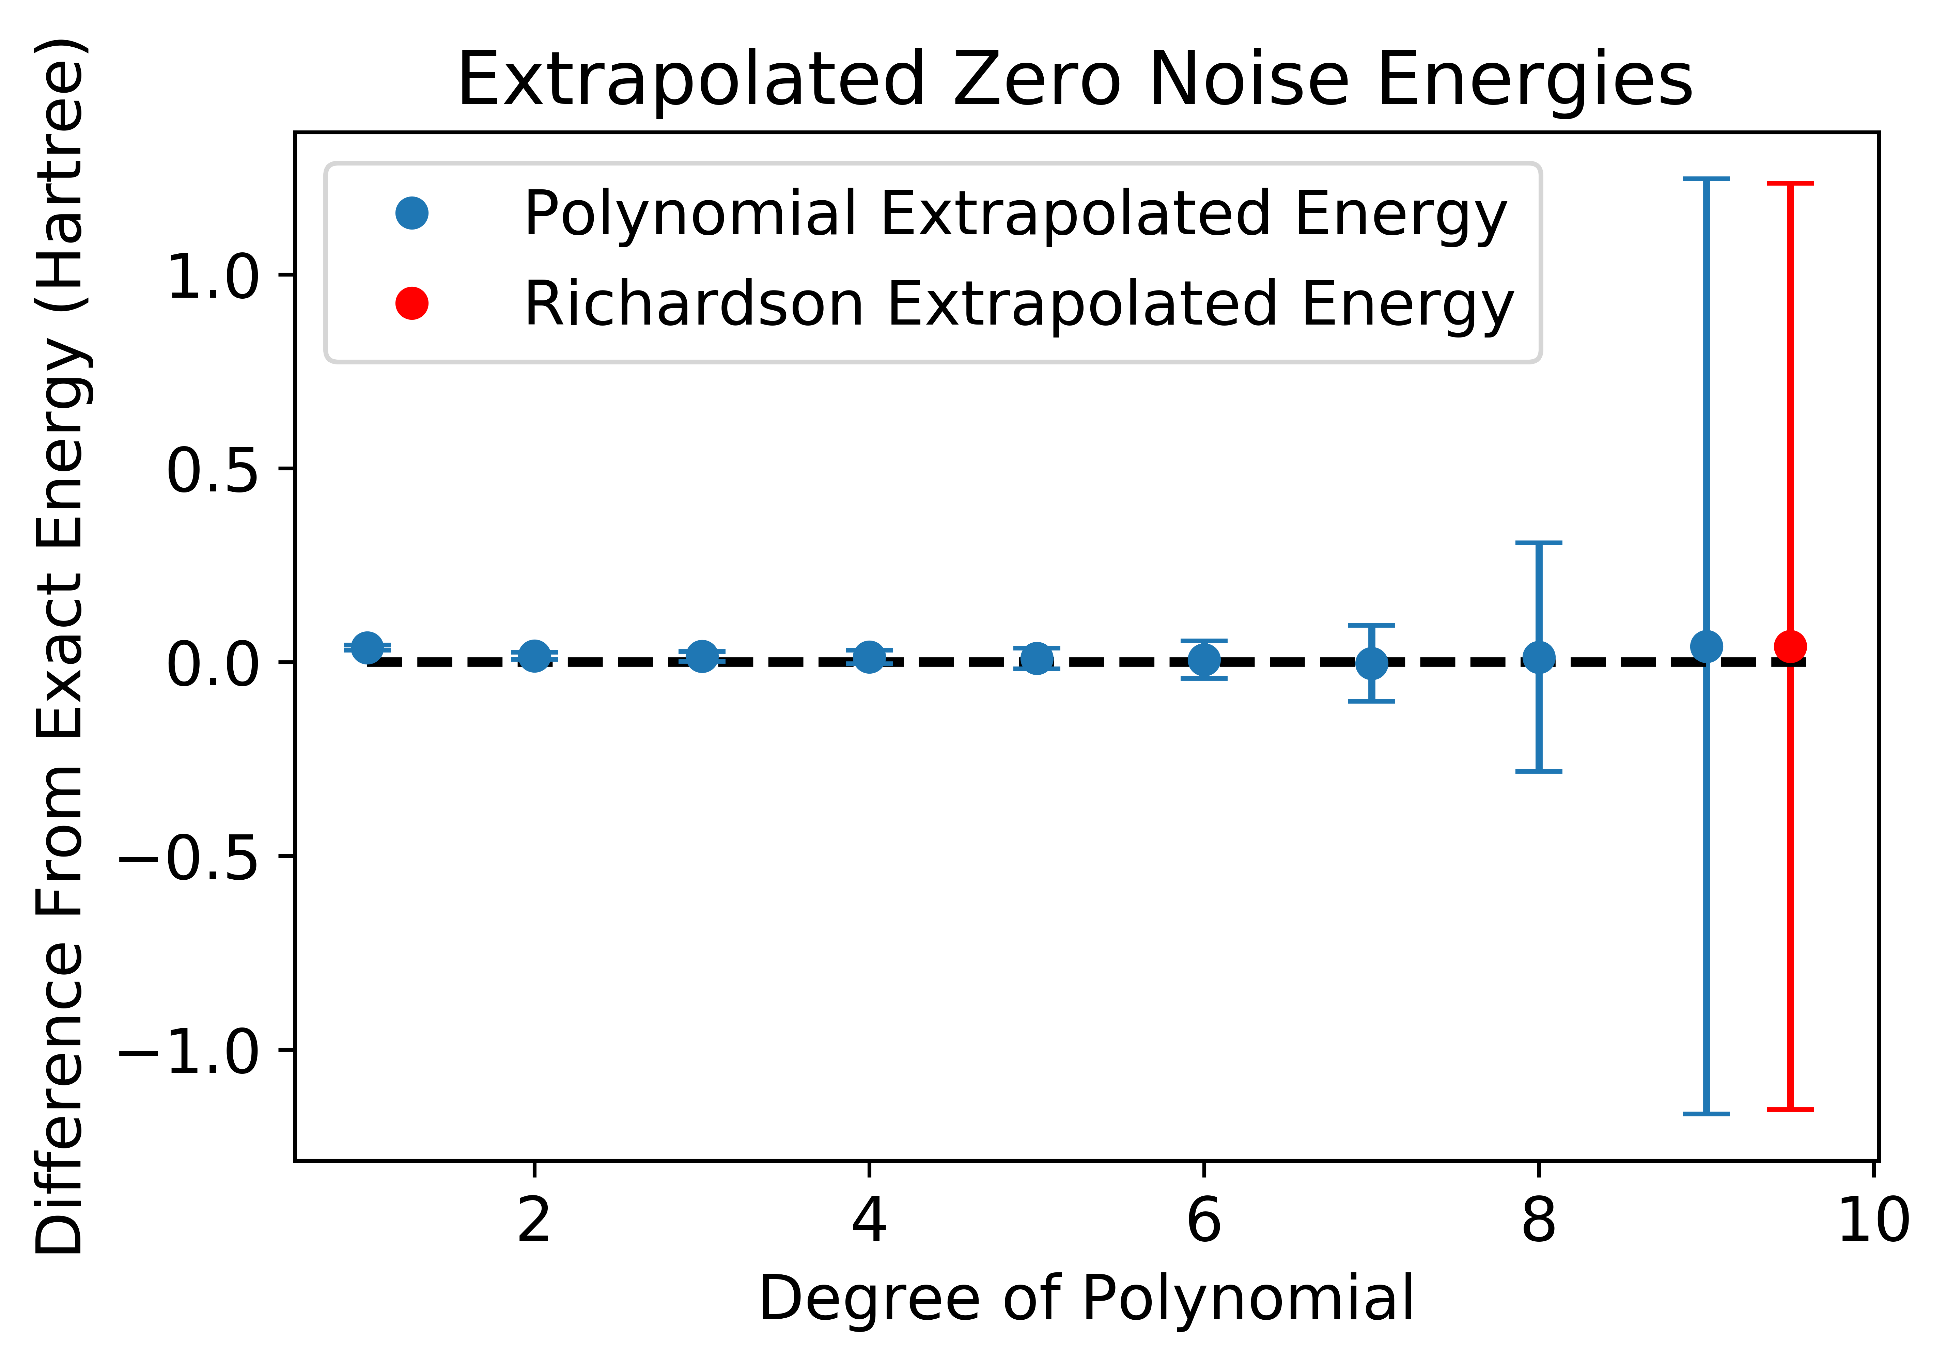 Extrapolated Zero Noise Energies
Polynomial Extrapolated Energy
Richardson Extrapolated Energy
Difference From Exact Energy (Hartree)
1.0
0.5
0.0
−0.5
−1.0
2 4 6 8 10
Degree of Polynomial